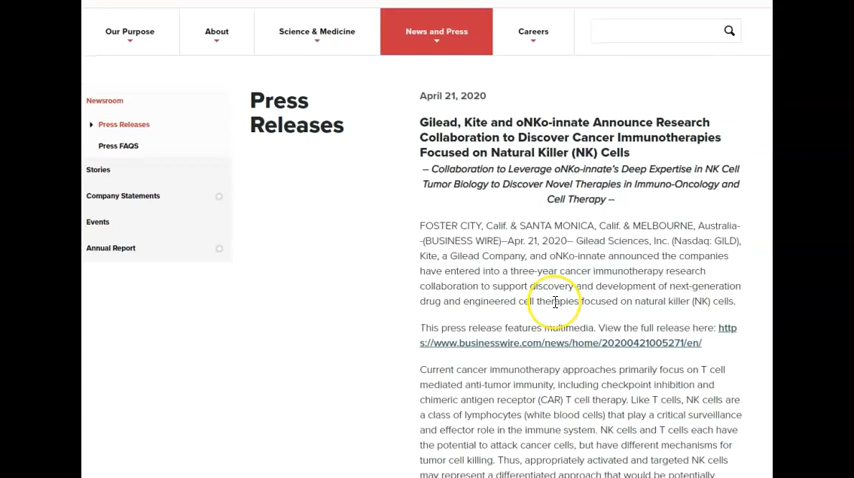 Our Purpose
About
Science & Medicine
News and Press
Careers
Newsroom
Press Releases
Press FAQS
Stories
Company Statements
Events
Annual Report
Press
Releases
April 21, 2020
Gilead, Kite and oNKo-innate Announce Research
Collaboration to Discover Cancer Immunotherapies
Focused on Natural Killer (NK) Cells
-- Collaboration to Leverage oNKo-innate's Deep Expertise in NK Cell
Tumor Biology to Discover Novel Therapies in Immuno-Oncology and
Cell Therapy --
FOSTER CITY, Calif. & SANTA MONICA, Calif. & MELBOURNE, Australia-
-(BUSINESS WIRE)--Apr. 21, 2020-- Gilead Sciences, Inc. (Nasdaq: GILD),
Kite, a Gilead Company, and oNKo-innate announced the companies
have entered into a three-year cancer immunotherapy research
collaboration to support discovery and development of next-generation
drug and engineered cell therapies focused on natural killer (NK) cells.
This press release features multimedia. View the full release here: http
s://www.businesswire.com/news/home/20200421005271/en/
Current cancer immunotherapy approaches primarily focus on T cell
mediated anti-tumor immunity, including checkpoint inhibition and
chimeric antigen receptor (CAR) T cell therapy. Like T cells, NK cells are
a class of lymphocytes (white blood cells) that play a critical surveillance
and effector role in the immune system. NK cells and T cells each have
the potential to attack cancer cells, but have different mechanisms for
tumor cell killing. Thus, appropriately activated and targeted NK cells
may represent a differentiated approach that would be potentially